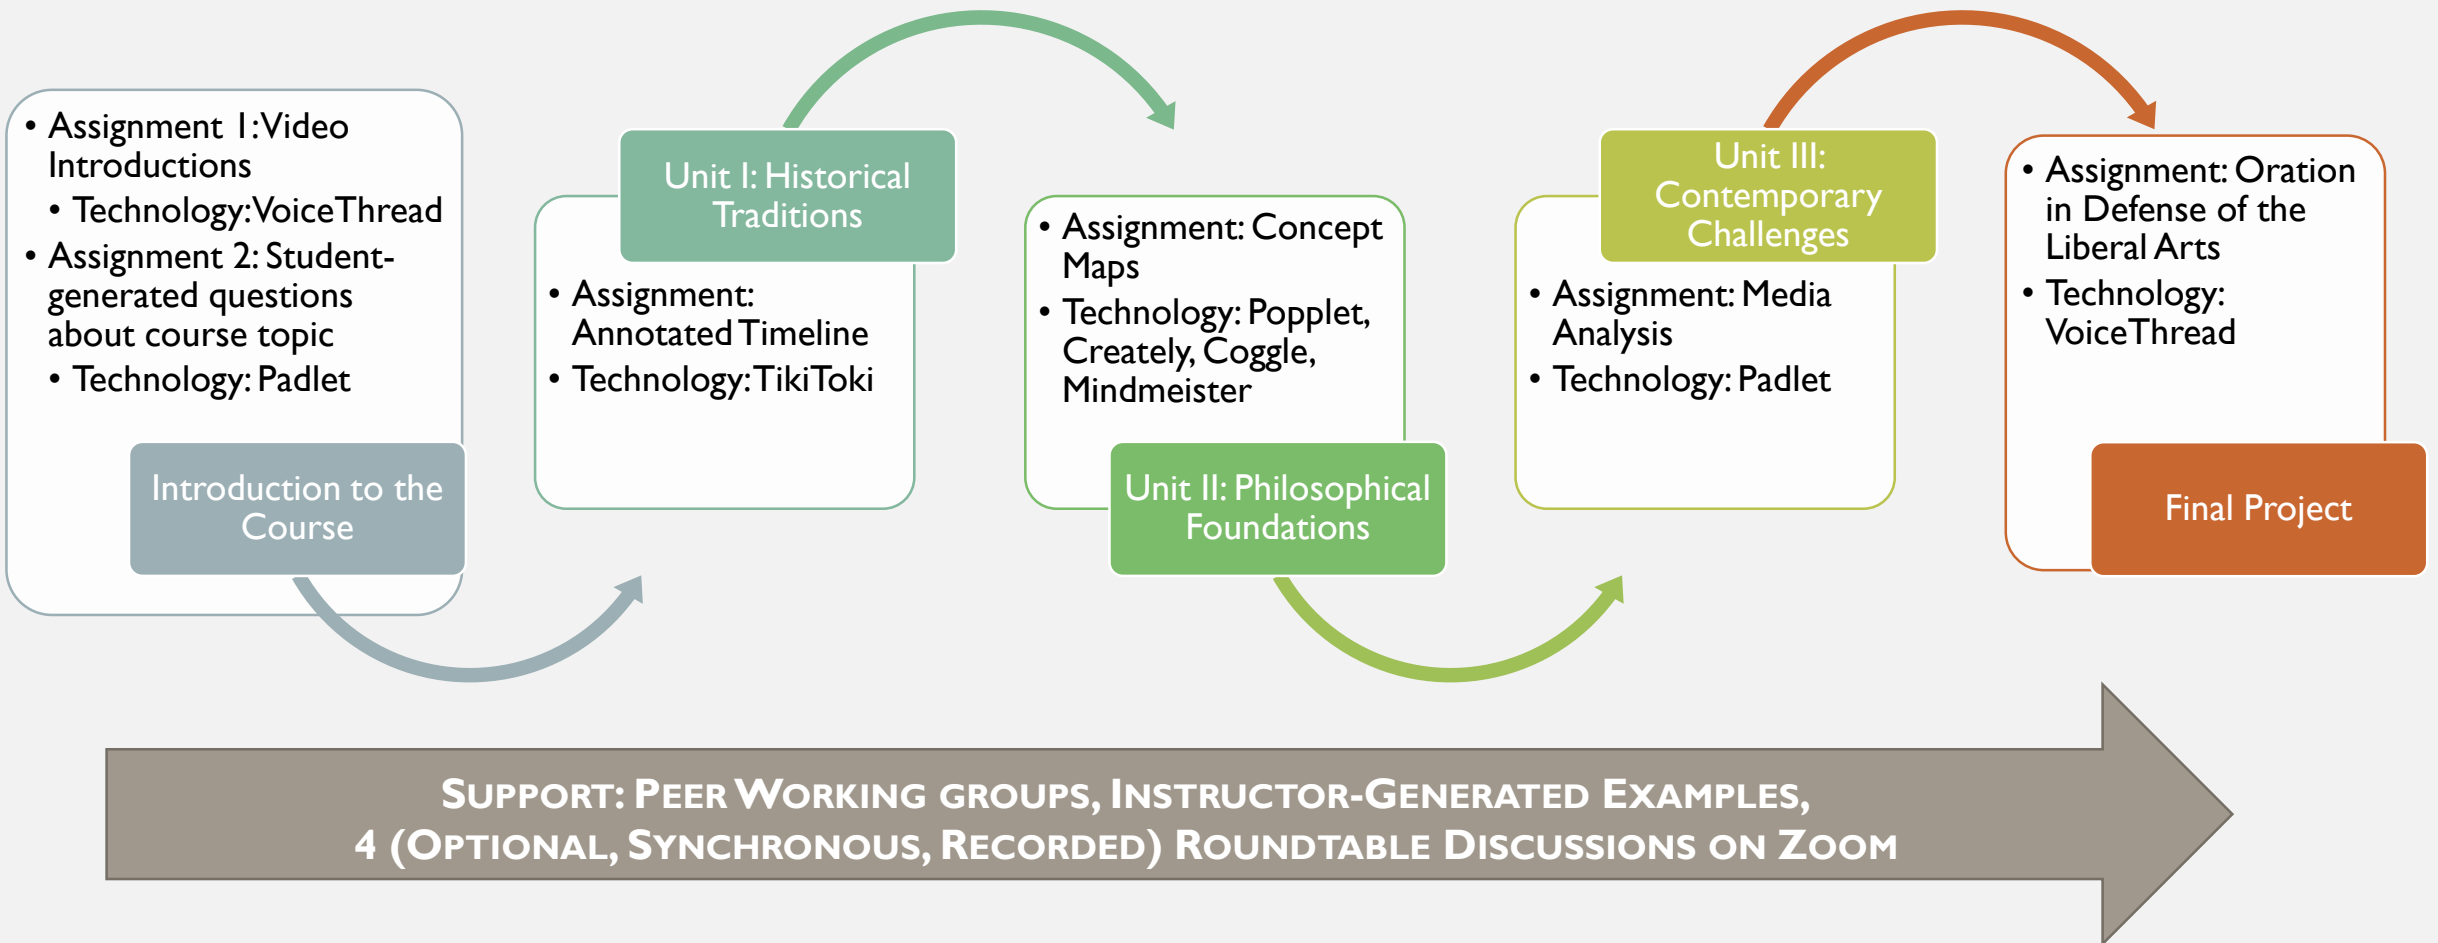 • Assignment 1: Video
Introductions
• Technology: VoiceThread
• Assignment 2: Student-
generated questions
about course topic
• Technology: Padlet
Introduction to the
Course
Unit I: Historical
Traditions
• Assignment:
Annotated Timeline
• Technology: TikiToki
• Assignment: Concept
Maps
• Technology: Popplet,
Creately, Coggle,
Mindmeister
Unit II: Philosophical
Foundations
Unit III:
Contemporary
Challenges
• Assignment: Media
Analysis
• Technology: Padlet
• Assignment: Oration
in Defense of the
Liberal Arts
• Technology:
VoiceThread
Final Project
SUPPORT: PEER WORKING GROUPS, INSTRUCTOR-GENERATED EXAMPLES,
4 (OPTIONAL, SYNCHRONOUS, RECORDED) ROUNDTABLE DISCUSSIONS ON ZOOM